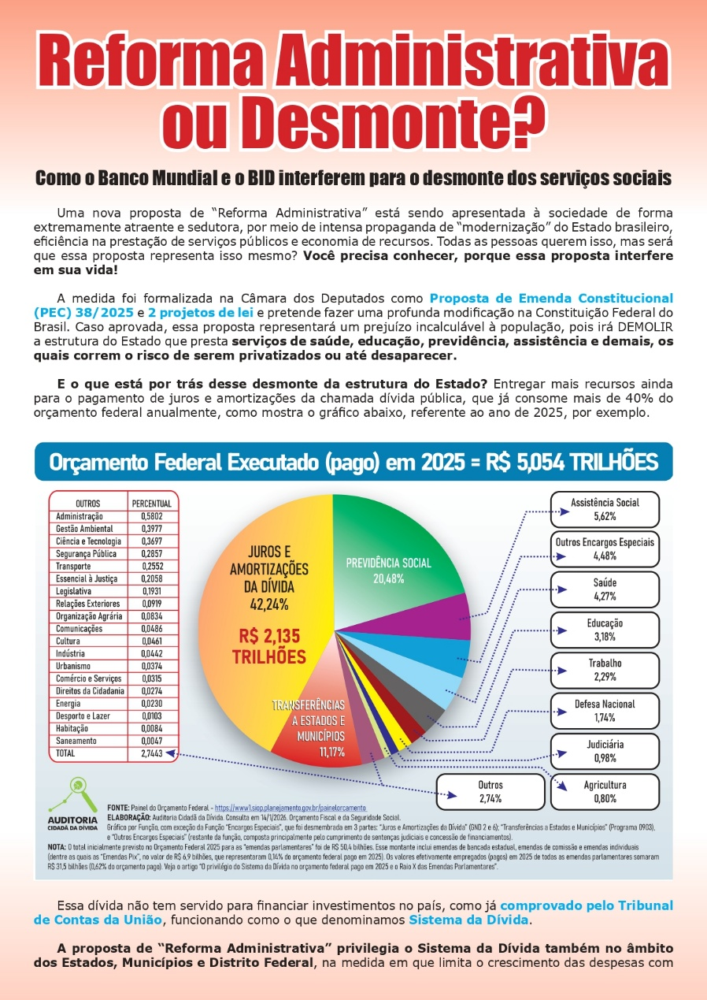 Reforma Administrativa
ou Desmonte?
Como o Banco Mundial e o BID interferem para o desmonte dos serviços sociais
Uma nova proposta de “Reforma Administrativa” está sendo apresentada à sociedade de forma
extremamente atraente e sedutora, por meio de intensa propaganda de “modernização” do Estado brasileiro,
eficiência na prestação de serviços públicos e economia de recursos. Todas as pessoas querem isso, mas será
que essa proposta representa isso mesmo? Você precisa conhecer, porque essa proposta interfere
em sua vida!
A medida foi formalizada na Câmara dos Deputados como Proposta de Emenda Constitucional
(PEC) 38/2025 e 2 projetos de lei e pretende fazer uma profunda modificação na Constituição Federal do
Brasil. Caso aprovada, essa proposta representará um prejuízo incalculável à população, pois irá DEMOLIR
a estrutura do Estado que presta serviços de saúde, educação, previdência, assistência e demais, os
quais correm o risco de serem privatizados ou até desaparecer.
E o que está por trás desse desmonte da estrutura do Estado? Entregar mais recursos ainda
para o pagamento de juros e amortizações da chamada dívida pública, que já consome mais de 40% do
orçamento federal anualmente, como mostra o gráfico abaixo, referente ao ano de 2025, por exemplo.
Orçamento Federal Executado (pago) em 2025 = R$ 5,054 TRILHÕES
OUTROS PERCENTUAL
Administração 0,5802
Gestão Ambiental 0,3977
Ciência e Tecnologia 0,3697
Segurança Pública 0,2857
Transporte 0,2552
Essencial à Justiça 0,2058
Legislativa 0,1931
Relações Exteriores 0,0919
Organização Agrária 0,0834
Comunicações 0,0486
Cultura 0,0461
Indústria 0,0442
Urbanismo 0,0374
Comércio e Serviços 0,0315
Direitos da Cidadania 0,0274
Energia 0,0230
Desporto e Lazer 0,0103
Habitação 0,0084
Saneamento 0,0047
TOTAL 2,7443
JUROS E
AMORTIZAÇÕES
DA DÍVIDA
42,24%
R$ 2,135
TRILHÕES
PREVIDÊNCIA SOCIAL
20,48%
TRANSFERÊNCIAS
A ESTADOS E
MUNICÍPIOS
11,17%
Assistência Social
5,62%
Outros Encargos Especiais
4,48%
Saúde
4,27%
Educação
3,18%
Trabalho
2,29%
Defesa Nacional
1,74%
Judiciária
0,98%
Agricultura
0,80%
Outros
2,74%
AUDITORIA
CIDADÃ DA DÍVIDA
FONTE: Painel do Orçamento Federal - https://www1.siop.planejamento.gov.br/painelorcamento
ELABORAÇÃO: Auditoria Cidadã da Dívida. Consulta em 14/1/2026. Orçamento Fiscal e da Seguridade Social.
Gráfico por Função, com exceção da Função “Encargos Especiais”, que foi desmembrada em 3 partes: “Juros e Amortizações da Dívida” (GND 2 e 6); “Transferências a Estados e Municípios” (Programa 0903),
e “Outros Encargos Especiais” (restante da função, composta principalmente pelo cumprimento de sentenças judiciais e concessão de financiamentos).
NOTA: O total inicialmente previsto no Orçamento Federal 2025 para as “emendas parlamentares” foi de R$ 50,4 bilhões. Esse montante inclui emendas de bancada estadual, emendas de comissão e emendas individuais
(dentre as quais as “Emendas Pix”, no valor de R$ 6,9 bilhões, que representaram 0,14% do orçamento federal pago em 2025). Os valores efetivamente empregados (pagos) em 2025 de todas as emendas parlamentares somaram
R$ 31,5 bilhões (0,62% do orçamento pago). Veja o artigo “O privilégio do Sistema da Dívida no orçamento federal pago em 2025 e o Raio X das Emendas Parlamentares”.
Essa dívida não tem servido para financiar investimentos no país, como já comprovado pelo Tribunal
de Contas da União, funcionando como o que denominamos Sistema da Dívida.
A proposta de “Reforma Administrativa” privilegia o Sistema da Dívida também no âmbito
dos Estados, Municípios e Distrito Federal, na medida em que limita o crescimento das despesas com